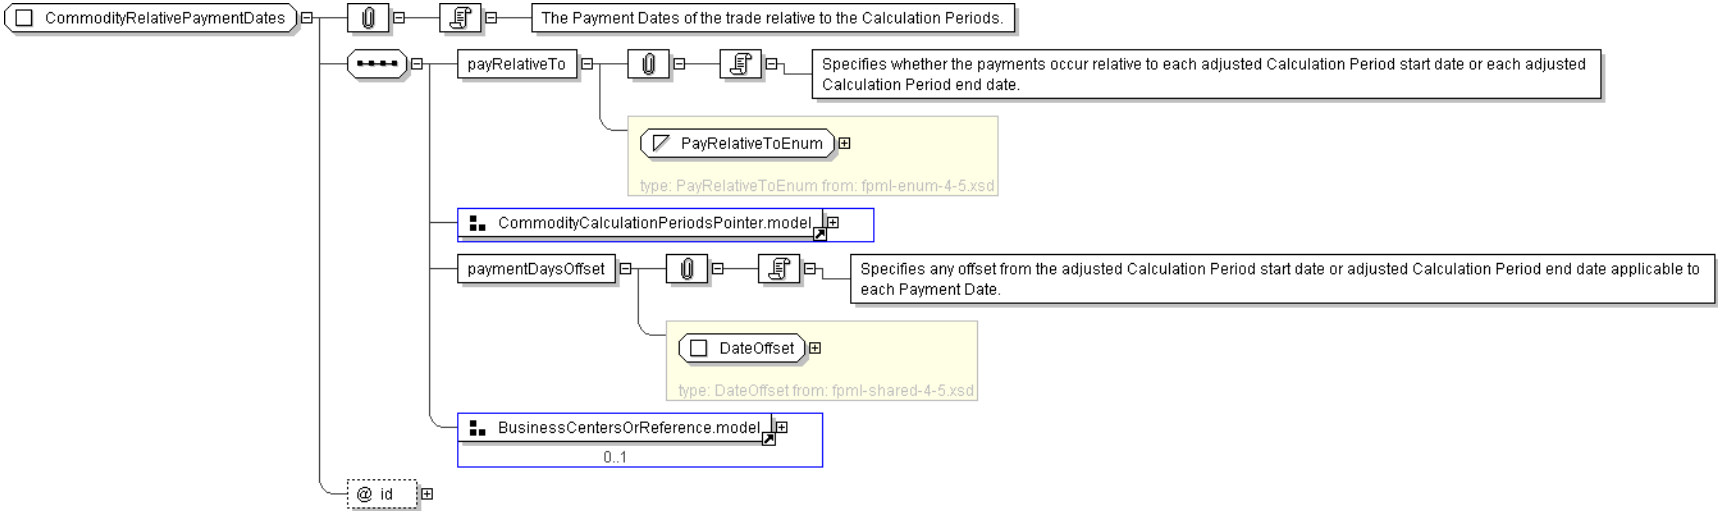 CommodityRelativePaymentDates
The Payment Dates of the trade relative to the Calculation Periods.
payRelativeTo
Specifies whether the payments occur relative to each adjusted Calculation Period start date or each adjusted
Calculation Period end date.
PayRelativeToEnum
type: PayRelativeToEnum from: fpml-enum-4-5.xsd
CommodityCalculationPeriodsPointer.model
paymentDaysOffset
Specifies any offset from the adjusted Calculation Period start date or adjusted Calculation Period end date applicable to
each Payment Date.
DateOffset
type: DateOffset from: fpml-shared-4-5.xsd
BusinessCentersOrReference.model
0..1
@ id